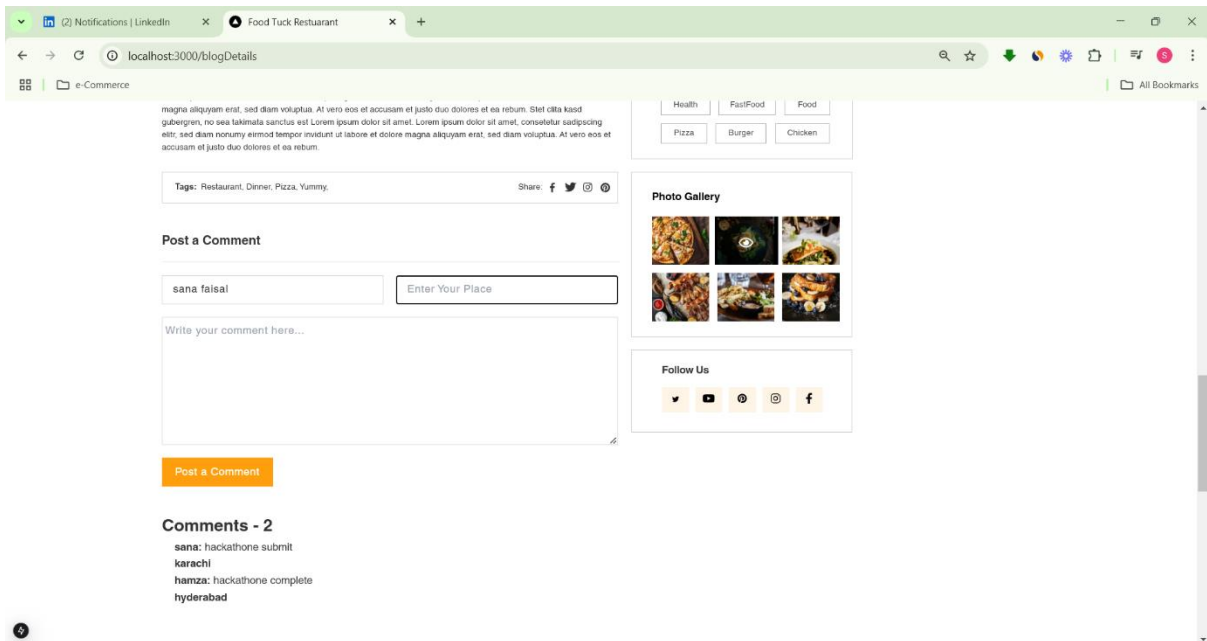 (2) Notifications | LinkedIn
Food Tuck Restuarant
localhost:3000/blogDetails
e-Commerce
All Bookmarks
magna aliquyam erat, sed diam voluptua. At vero eos et accusam et justo duo dolores et ea rebum. Stet clita kasd
gubergren, no sea takimata sanctus est Lorem ipsum dolor sit amet. Lorem ipsum dolor sit amet, consetetur sadipscing
elitr, sed diam nonumy eirmod tempor invidunt ut labore et dolore magna aliquyam erat, sed diam voluptua. At vero eos et
accusam et justo duo dolores et ea rebum.
Tags: Restaurant, Dinner, Pizza, Yummy,
Share:
Post a Comment
sana faisal
Enter Your Place
Write your comment here...
Post a Comment
Comments - 2
sana: hackathone submit
karachi
hamza: hackathone complete
hyderabad
Health
FastFood
Food
Pizza
Burger
Chicken
Photo Gallery
Follow Us